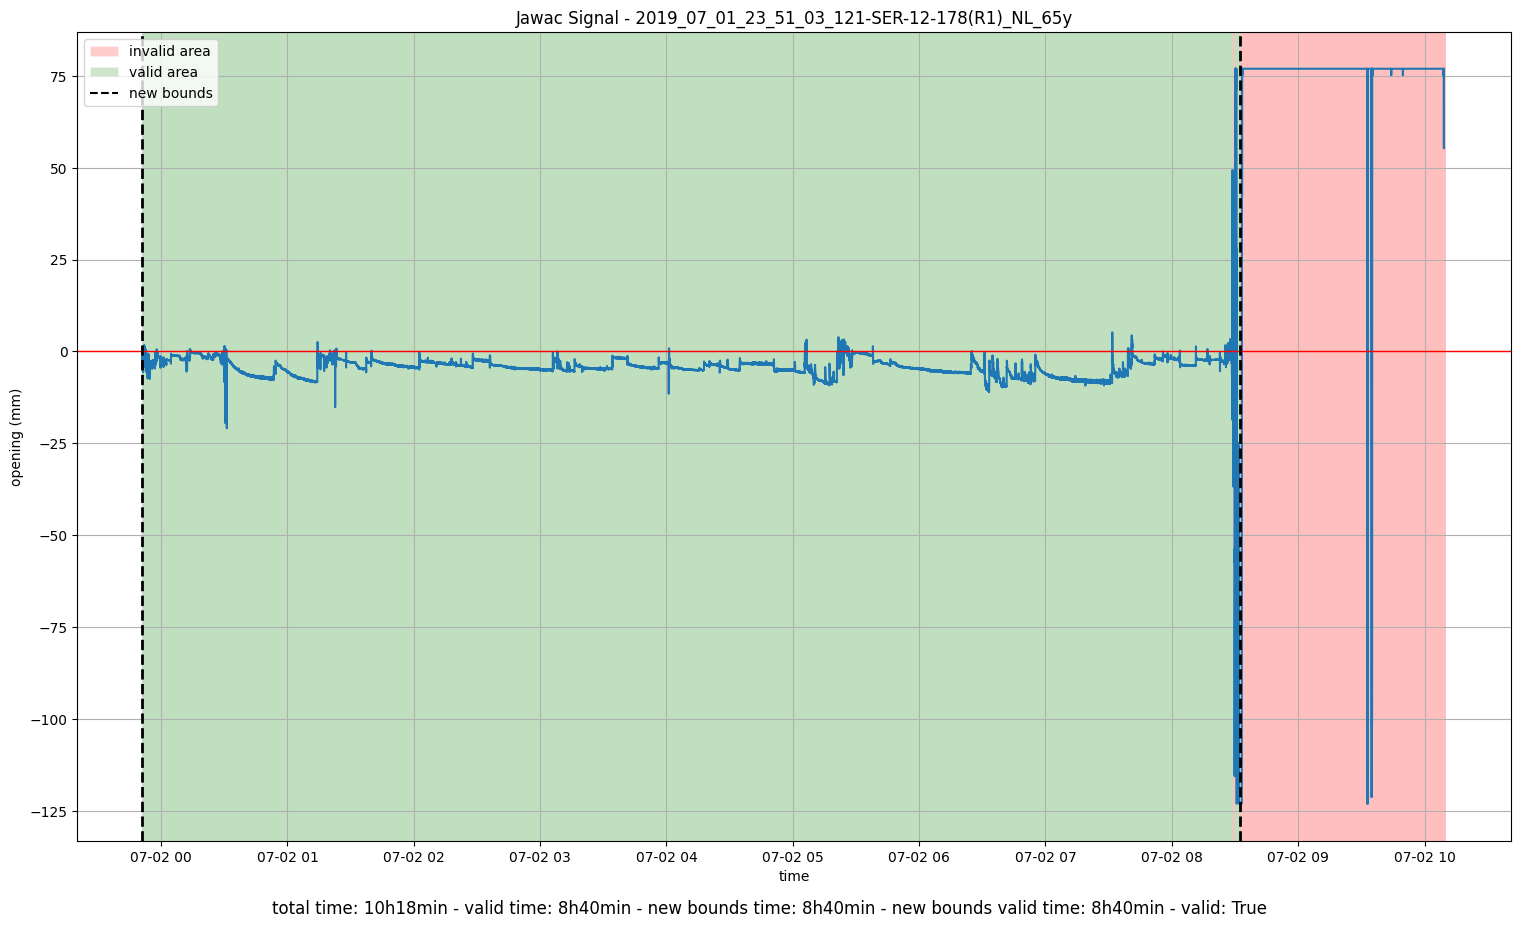 Jawac Signal - 2019_07_01_23_51_03_121-SER-12-178(R1)_NL_65y
invalid area
valid area
new bounds
75
50
25
0
−25
−50
−75
−100
−125
opening (mm)
07-02 00
07-02 01
07-02 02
07-02 03
07-02 04
07-02 05
07-02 06
07-02 07
07-02 08
07-02 09
07-02 10
time
total time: 10h18min - valid time: 8h40min - new bounds time: 8h40min - new bounds valid time: 8h40min - valid: True